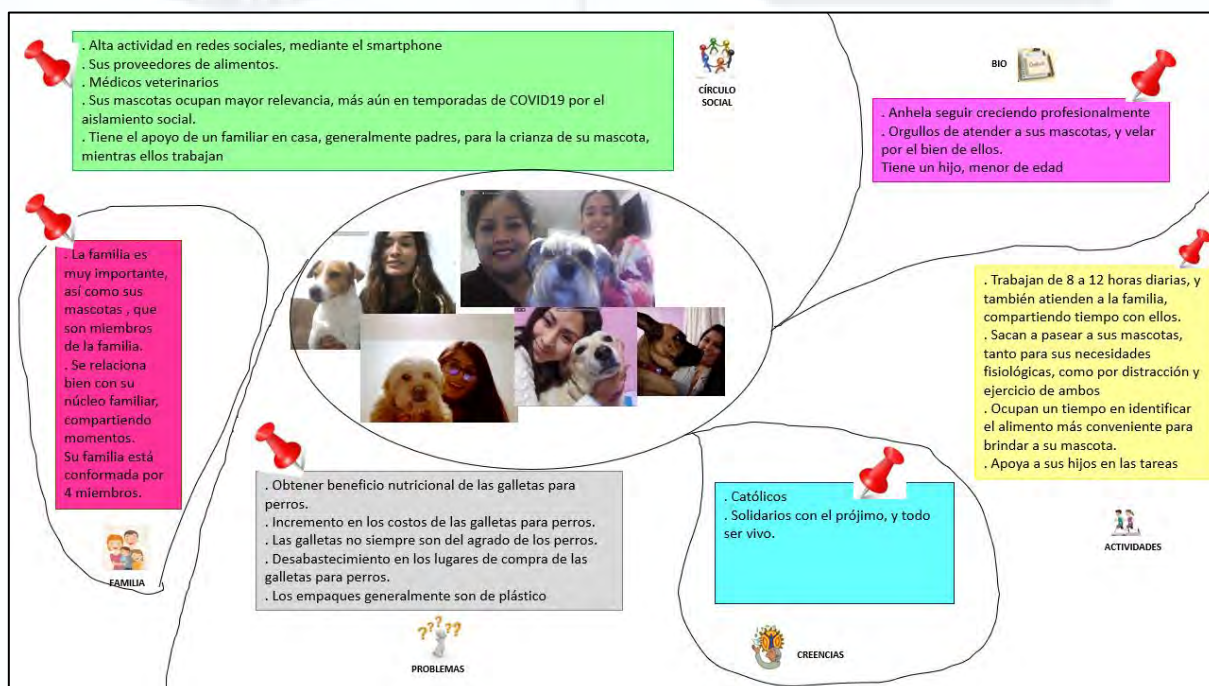 . Alta actividad en redes sociales, mediante el smartphone
. Sus proveedores de alimentos.
. Médicos veterinarios
. Sus mascotas ocupan mayor relevancia, más aún en temporadas de COVID19 por el
aislamiento social.
. Tiene el apoyo de un familiar en casa, generalmente padres, para la crianza de su mascota,
mientras ellos trabajan
CÍRCULO
SOCIAL
BIO
. Anhela seguir creciendo profesionalmente
. Orgullos de atender a sus mascotas, y velar
por el bien de ellos.
Tiene un hijo, menor de edad
. La familia es
muy importante,
así como sus
mascotas , que
son miembros
de la familia.
. Se relaciona
bien con su
núcleo familiar,
compartiendo
momentos.
Su familia está
conformada por
4 miembros.
FAMILIA
. Trabajan de 8 a 12 horas diarias, y
también atienden a la familia,
compartiendo tiempo con ellos.
. Sacan a pasear a sus mascotas,
tanto para sus necesidades
fisiológicas, como por distracción y
ejercicio de ambos
. Ocupan un tiempo en identificar
el alimento más conveniente para
brindar a su mascota.
. Apoya a sus hijos en las tareas
ACTIVIDADES
. Obtener beneficio nutricional de las galletas para
perros.
. Incremento en los costos de las galletas para perros.
. Las galletas no siempre son del agrado de los perros.
. Desabastecimiento en los lugares de compra de las
galletas para perros.
. Los empaques generalmente son de plástico
PROBLEMAS
. Católicos
. Solidarios con el prójimo, y todo
ser vivo.
CREENCIAS